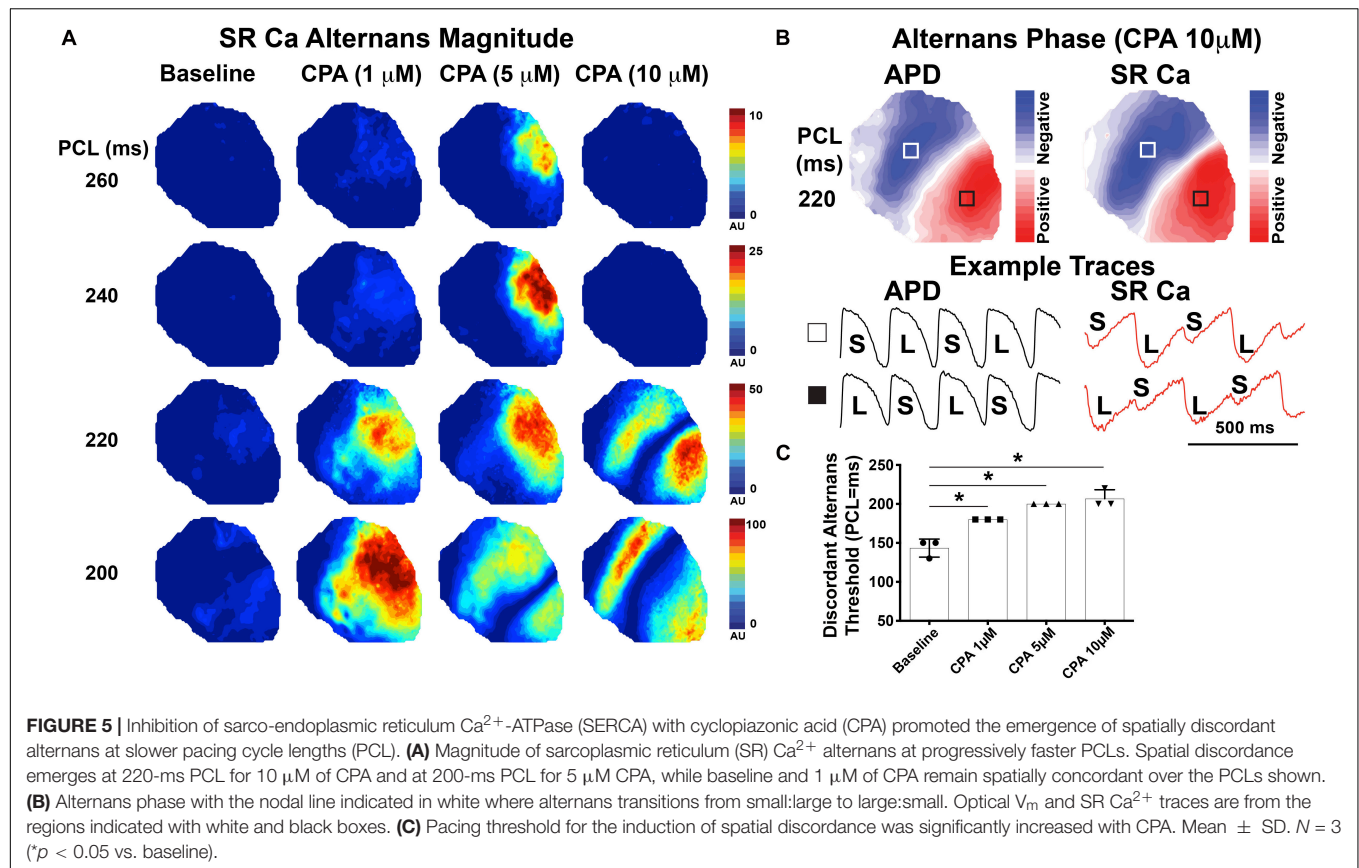 A
SR Ca Alternans Magnitude
Baseline CPA (1 μM) CPA (5 μM) CPA (10 μM)
PCL (ms)
260
10
0
AU
240
25
0
AU
220
50
0
AU
200
100
0
AU
B
Alternans Phase (CPA 10μM)
APD SR Ca
PCL (ms)
220
Negative
Positive
Negative
Positive
Example Traces
APD SR Ca
S L S L
S L S L
L S L S
L S L S
500 ms
C
Discordant Alternans
Threshold (PCL=ms)
250
200
150
100
50
* * *
Baseline
CPA 1μM
CPA 5μM
CPA 10μM
FIGURE 5 | Inhibition of sarco-endoplasmic reticulum Ca2+-ATPase (SERCA) with cyclopiazonic acid (CPA) promoted the emergence of spatially discordant
alternans at slower pacing cycle lengths (PCL). (A) Magnitude of sarcoplasmic reticulum (SR) Ca2+ alternans at progressively faster PCLs. Spatial discordance
emerges at 220-ms PCL for 10 μM of CPA and at 200-ms PCL for 5 μM CPA, while baseline and 1 μM of CPA remain spatially concordant over the PCLs shown.
(B) Alternans phase with the nodal line indicated in white where alternans transitions from small:large to large:small. Optical Vm and SR Ca2+ traces are from the
regions indicated with white and black boxes. (C) Pacing threshold for the induction of spatial discordance was significantly increased with CPA. Mean ± SD. N = 3
(*p < 0.05 vs. baseline).